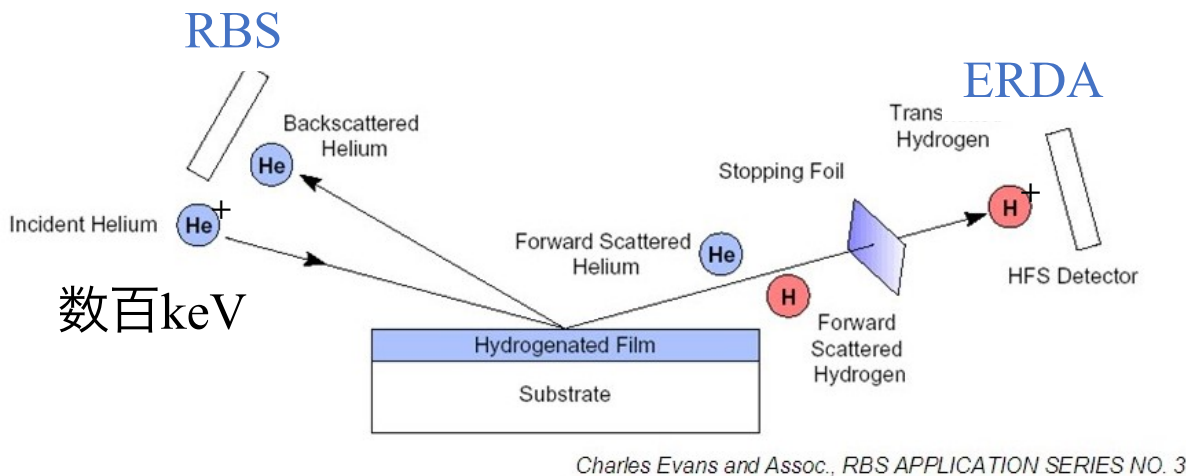 RBS
ERDA
Backscattered
Helium
He
Incident Helium
He
+
数百keV
Forward Scattered
Helium
He
H
Forward
Scattered
Hydrogen
Stopping Foil
Trans
Hydrogen
H
+
HFS Detector
Hydrogenated Film
Substrate
Charles Evans and Assoc., RBS APPLICATION SERIES NO. 3